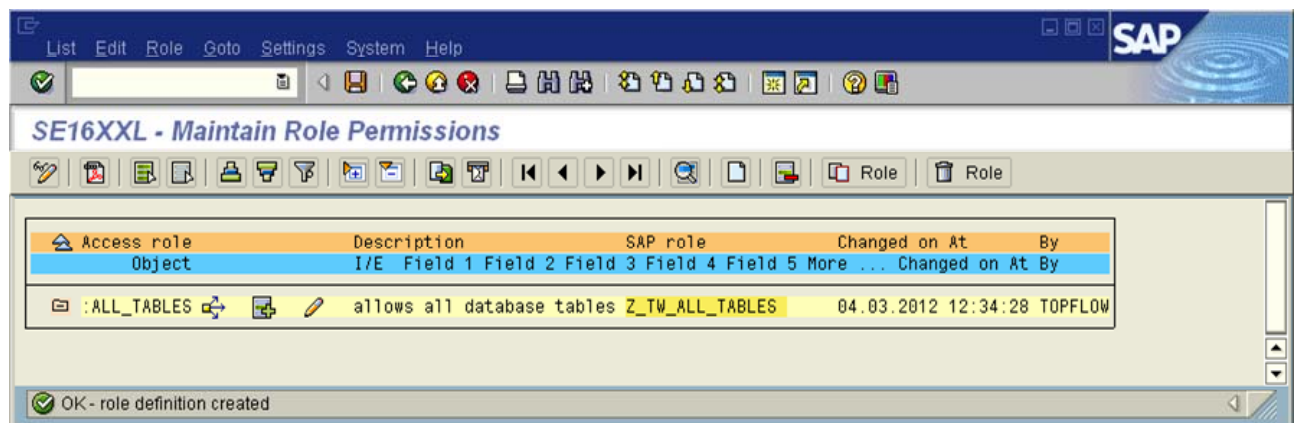 List Edit Role Goto Settings System Help
SAP
SE16XXL - Maintain Role Permissions
Role Role
Access role Description SAP role Changed on At By
Object I/E Field 1 Field 2 Field 3 Field 4 Field 5 More ... Changed on At By
:ALL_TABLES allows all database tables Z_TW_ALL_TABLES 04.03.2012 12:34:28 TOPFLOW
OK - role definition created